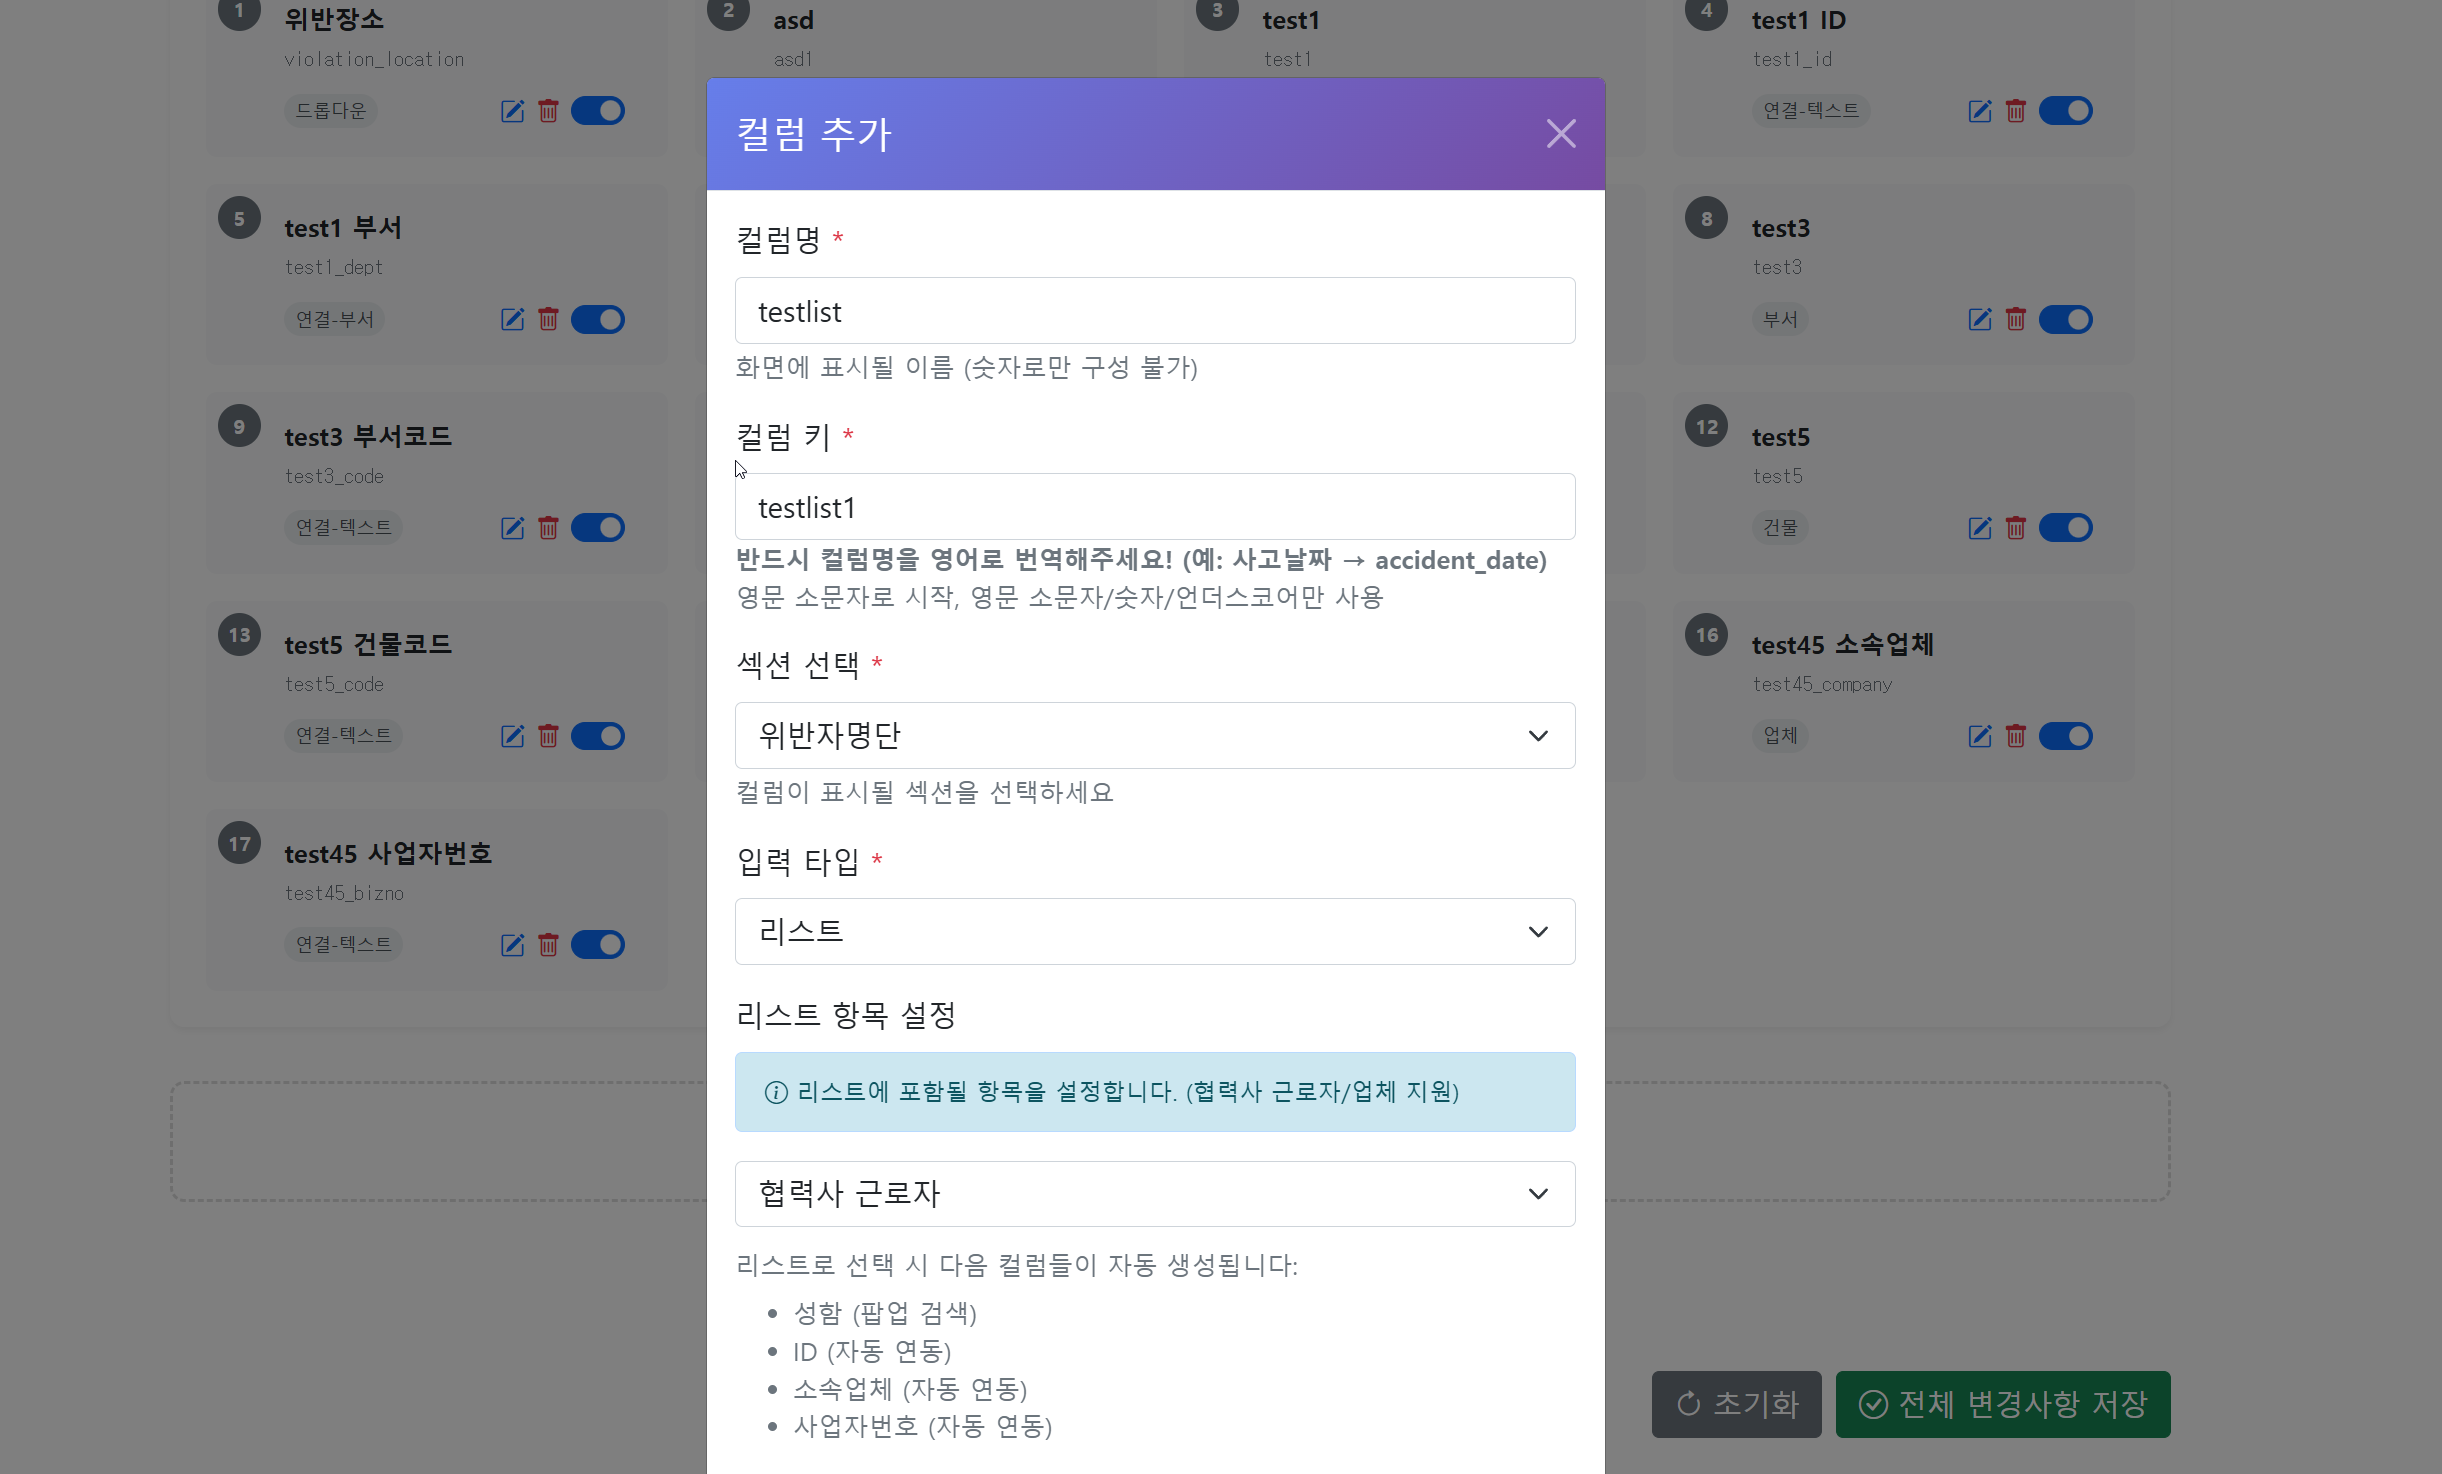 1
위반장소
violation_location
드롭다운
2
asd
asd1
3
test1
test1
4
test1 ID
test1_id
연결-텍스트
5
test1 부서
test1_dept
연결-부서
8
test3
test3
부서
9
test3 부서코드
test3_code
연결-텍스트
12
test5
test5
건물
13
test5 건물코드
test5_code
연결-텍스트
16
test45 소속업체
test45_company
업체
17
test45 사업자번호
test45_bizno
연결-텍스트
컬럼 추가
컬럼명 *
testlist
화면에 표시될 이름 (숫자로만 구성 불가)
컬럼 키 *
testlist1
반드시 컬럼명을 영어로 번역해주세요! (예: 사고날짜 → accident_date)
영문 소문자로 시작, 영문 소문자/숫자/언더스코어만 사용
섹션 선택 *
위반자명단
컬럼이 표시될 섹션을 선택하세요
입력 타입 *
리스트
리스트 항목 설정
리스트에 포함될 항목을 설정합니다. (협력사 근로자/업체 지원)
협력사 근로자
리스트로 선택 시 다음 컬럼들이 자동 생성됩니다:
• 성함 (팝업 검색)
• ID (자동 연동)
• 소속업체 (자동 연동)
• 사업자번호 (자동 연동)
초기화
전체 변경사항 저장